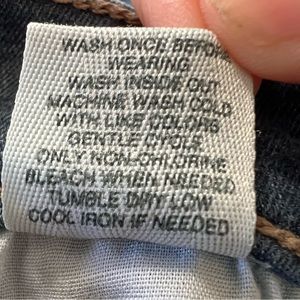 WASH ONCE BEFORE
WEARING
WASH INSIDE OUT
MACHINE WASH COLD
WITH LIKE COLORS
GENTLE CYCLE
ONLY NON-CHLORINE
BLEACH WHEN NEEDED
TUMBLE DRY LOW
COOL IRON IF NEEDED